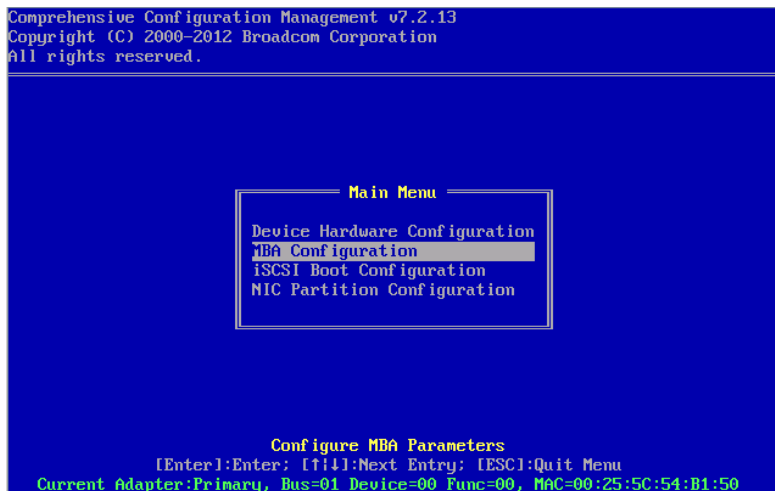 Comprehensive Configuration Management v7.2.13
Copyright (C) 2000-2012 Broadcom Corporation
All rights reserved.
Main Menu
Device Hardware Configuration
MBA Configuration
iSCSI Boot Configuration
NIC Partition Configuration
Configure MBA Parameters
[Enter]:Enter; [↑¦↓]:Next Entry; [ESC]:Quit Menu
Current Adapter:Primary, Bus=01 Device=00 Func=00, MAC=00:25:5C:54:B1:50